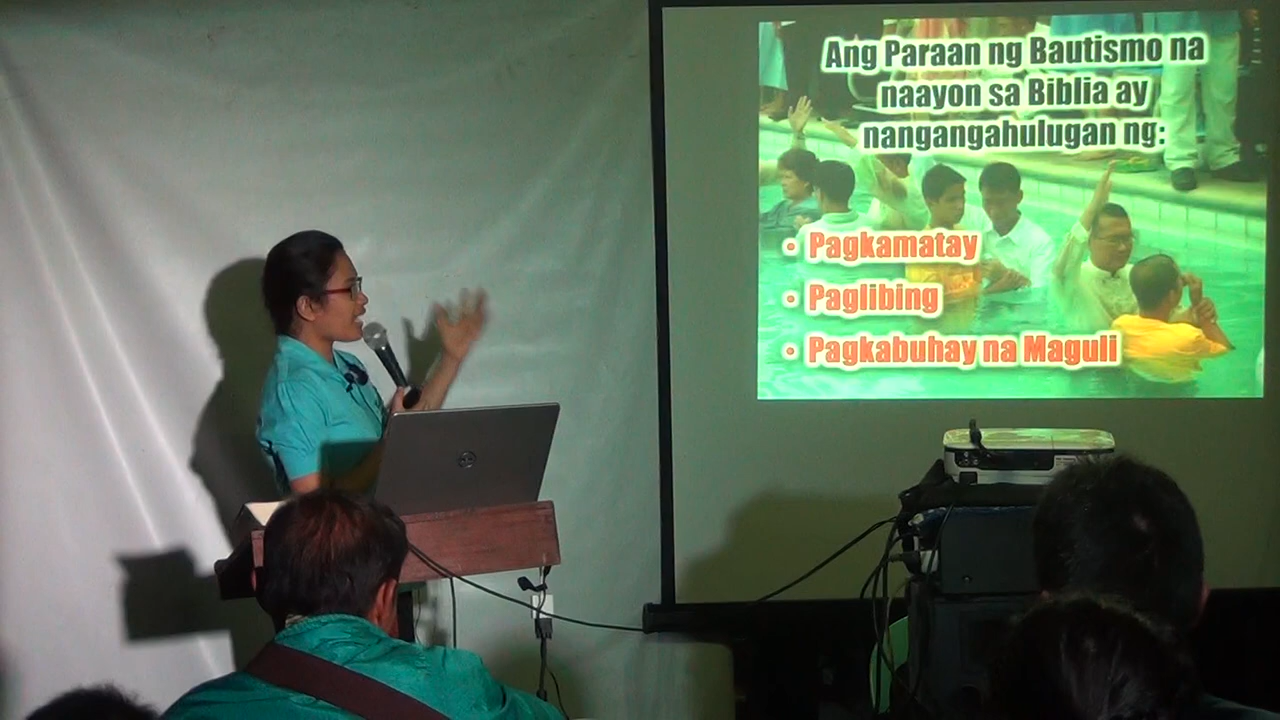 Ang Paraan ng Bautismo na
naayon sa Biblia ay
nangangahulugan ng:
• Pagkamatay
• Paglibing
• Pagkabuhay na Maguli